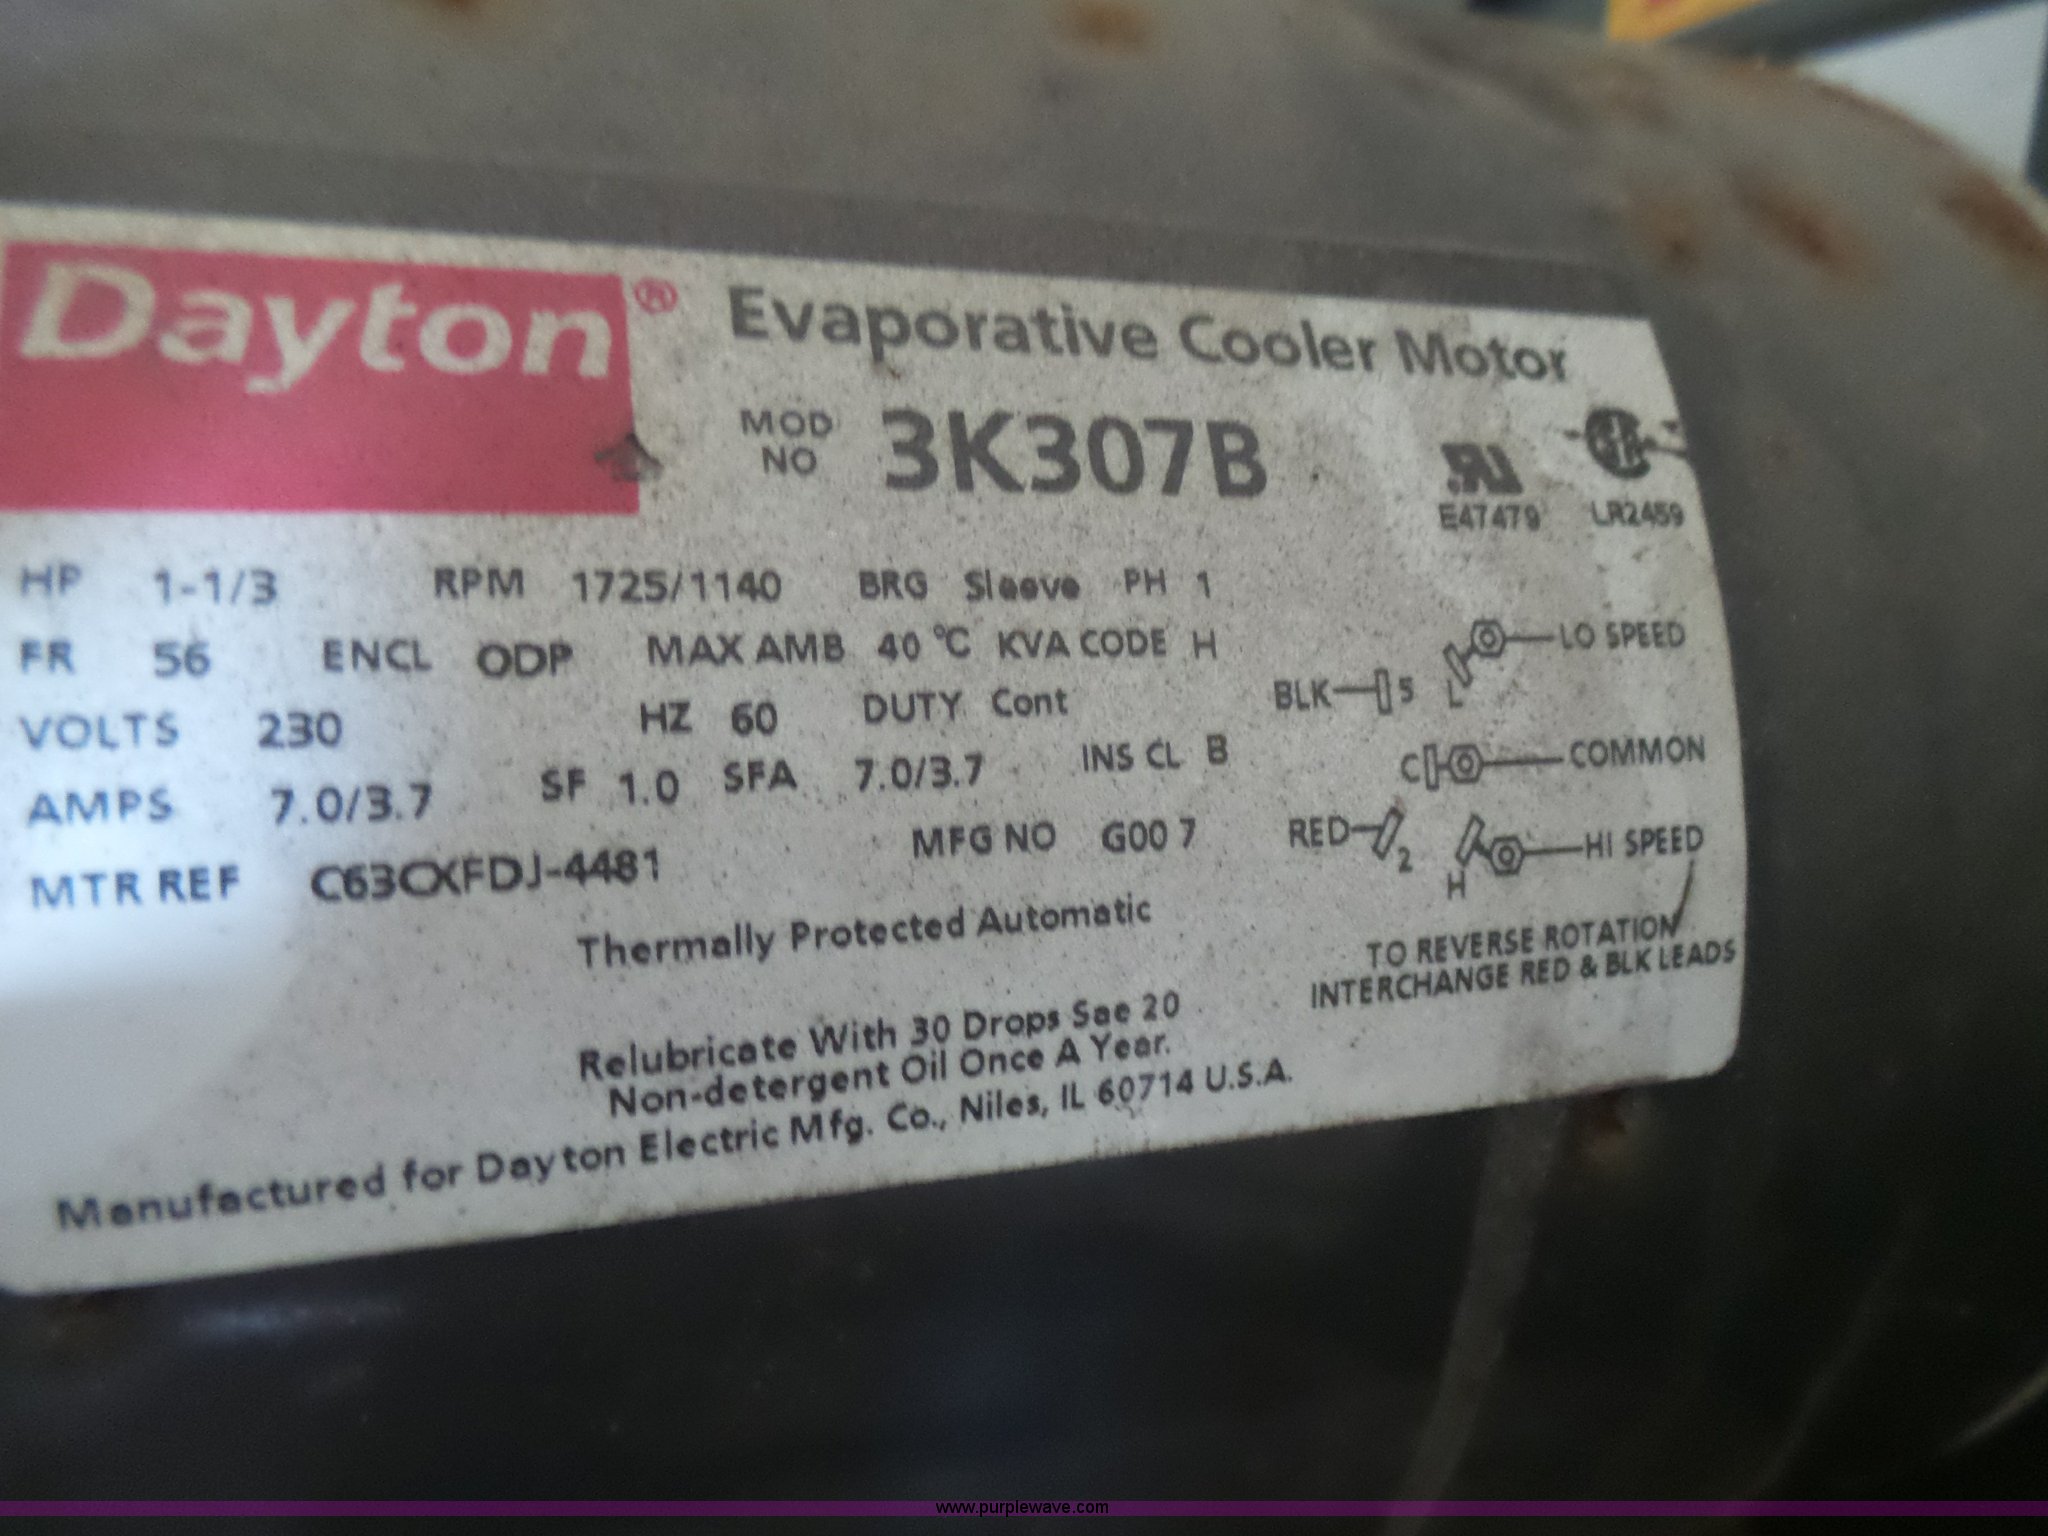 Dayton® Evaporative Cooler Motor
MOD NO 3K307B
E47479 LR2459
HP 1-1/3 RPM 1725/1140 BRG Sleeve PH 1
FR 56 ENCL ODP MAX AMB 40 °C KVA CODE H
VOLTS 230 HZ 60 DUTY Cont
AMPS 7.0/3.7 SF 1.0 SFA 7.0/3.7 INS CL B
MTR REF C63CXFDJ-4481 MFG NO G00 7
Thermally Protected Automatic
LO SPEED
BLK 5 L
C COMMON
RED 2 H HI SPEED
TO REVERSE ROTATION
INTERCHANGE RED & BLK LEADS
Relubricate With 30 Drops Sae 20
Non-detergent Oil Once A Year.
Manufactured for Dayton Electric Mfg. Co., Niles, IL 60714 U.S.A.
www.purplewave.com